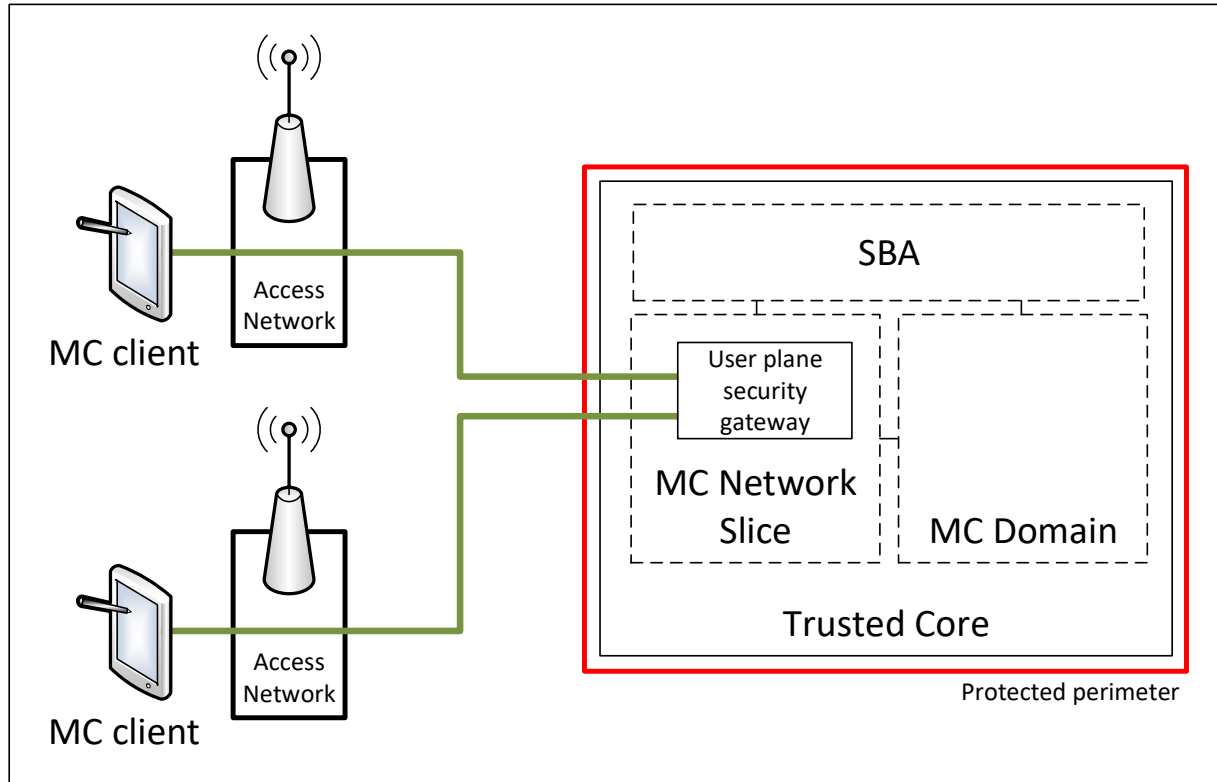 MC client
Access
Network
MC client
Access
Network
SBA
User plane
security
gateway
MC Network
Slice
MC Domain
Trusted Core
Protected perimeter